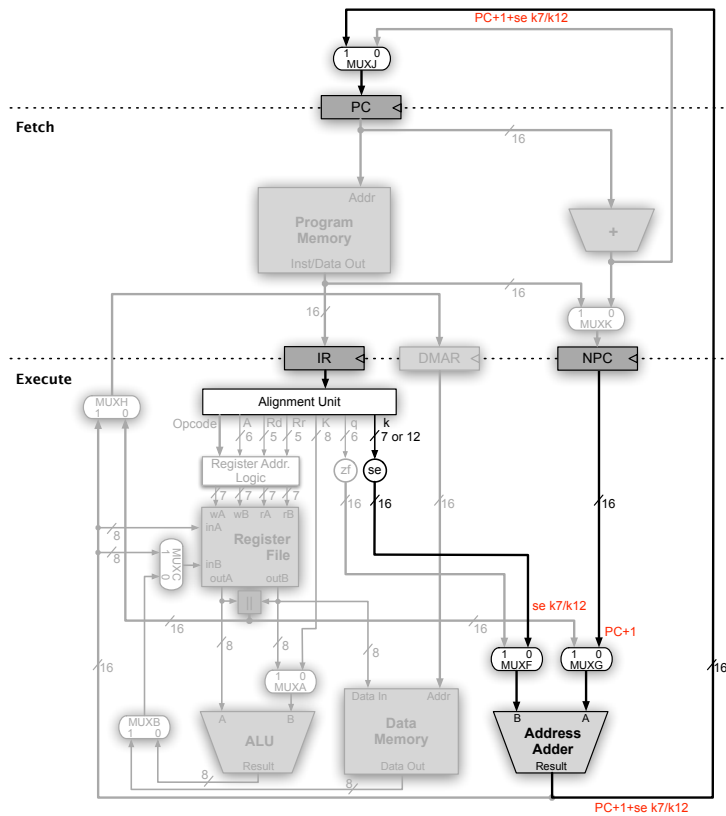 PC+1+se k7/k12
1 0
MUXJ
PC
Fetch
16
Addr
Program
Memory
+
Inst/Data Out
16
16
1 0
MUXK
IR
DMAR
NPC
Execute
MUXH
1 0
Alignment Unit
Opcode A Rd Rr K q k
6 5 5 8 6 7 or 12
Register Addr.
Logic
zf se
7 7 7 7
16 16 16
wA wB rA rB
inA
8
Register
File
MUXC
1 0
inB
8
outA outB
||
se k7/k12
16
16
PC+1
8 8 8
16
16
1 0
MUXA
1 0
MUXF
1 0
MUXG
Data In Addr
A B
B A
MUXB
1 0
ALU
Data
Memory
Address
Adder
Result
Data Out
Result
8
8
PC+1+se k7/k12